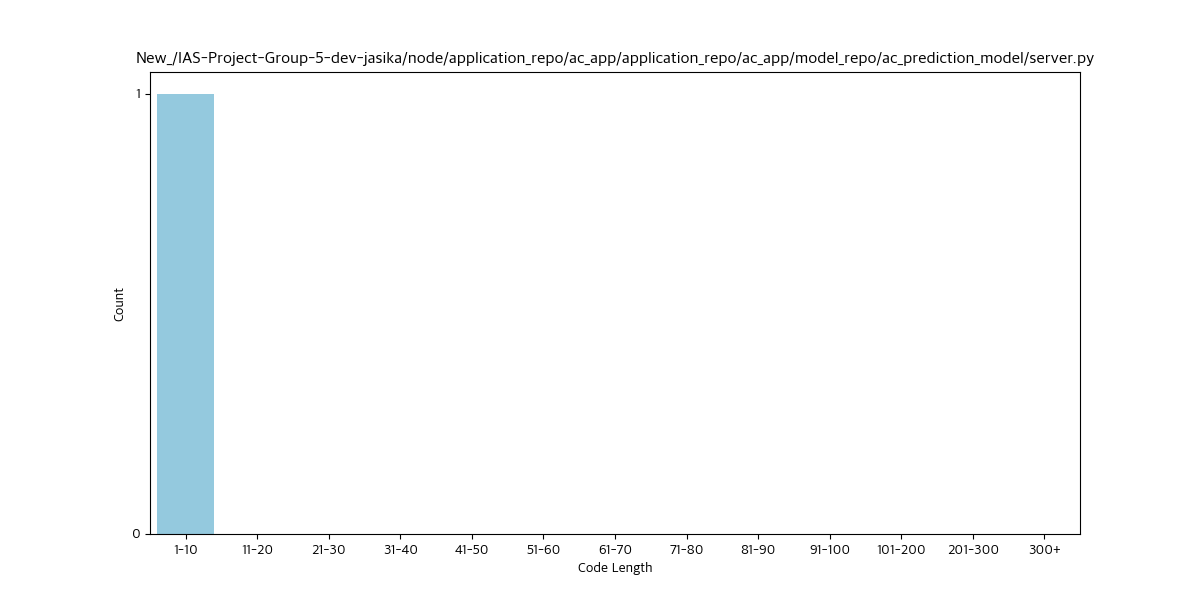 New_/IAS-Project-Group-5-dev-jasika/node/application_repo/ac_app/application_repo/ac_app/model_repo/ac_prediction_model/server.py
1
Count
0
1-10 11-20 21-30 31-40 41-50 51-60 61-70 71-80 81-90 91-100 101-200 201-300 300+
Code Length